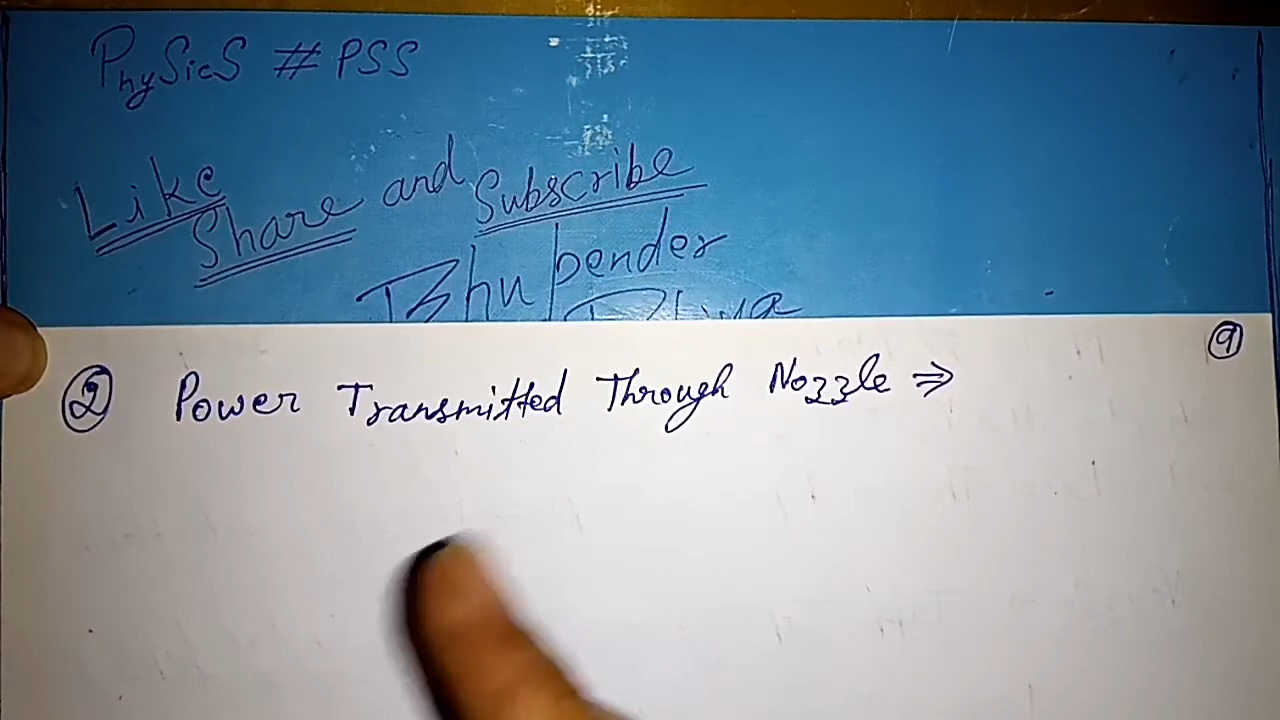 Physics # PSS
Like Share and Subscribe
Bhupender
9
2 Power Transmitted Through Nozzle ⇒